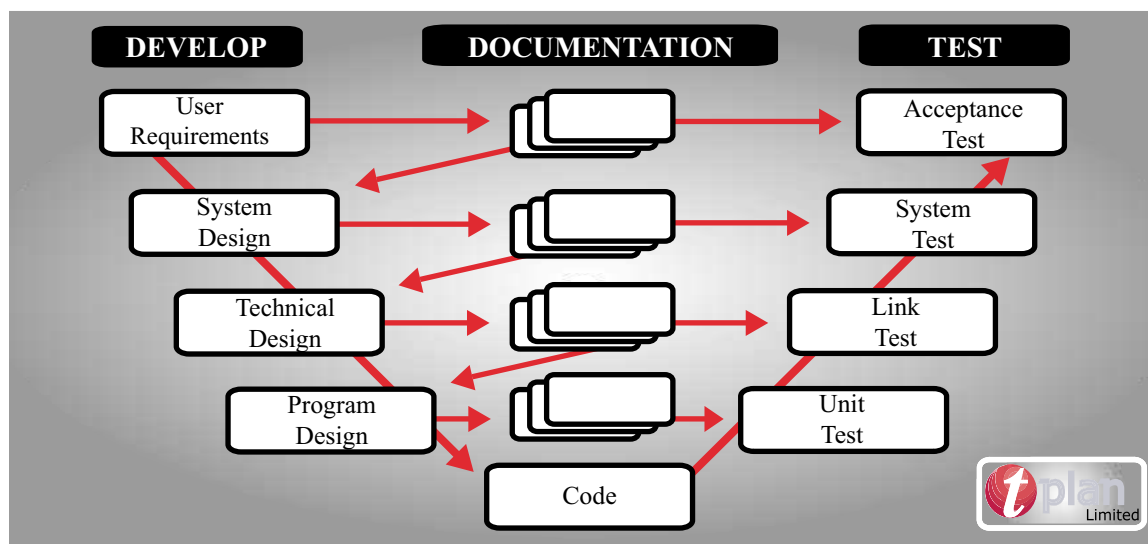 DEVELOP
DOCUMENTATION
TEST
User
Requirements
Acceptance
Test
System
Design
System
Test
Technical
Design
Link
Test
Program
Design
Unit
Test
Code
t plan
Limited